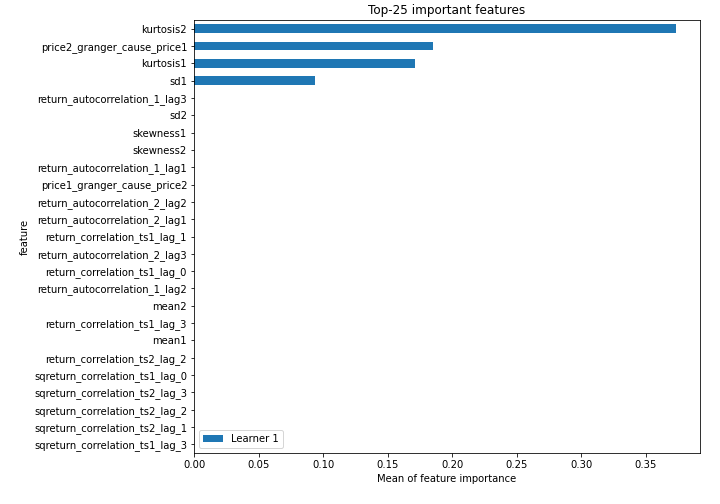 Top-25 important features
kurtosis2
price2_granger_cause_price1
kurtosis1
sd1
return_autocorrelation_1_lag3
sd2
skewness1
skewness2
return_autocorrelation_1_lag1
price1_granger_cause_price2
return_autocorrelation_2_lag2
return_autocorrelation_2_lag1
return_correlation_ts1_lag_1
return_autocorrelation_2_lag3
return_correlation_ts1_lag_0
return_autocorrelation_1_lag2
mean2
return_correlation_ts1_lag_3
mean1
return_correlation_ts2_lag_2
sqreturn_correlation_ts1_lag_0
sqreturn_correlation_ts2_lag_3
sqreturn_correlation_ts2_lag_2
sqreturn_correlation_ts2_lag_1
sqreturn_correlation_ts1_lag_3
feature
Learner 1
0.00 0.05 0.10 0.15 0.20 0.25 0.30 0.35
Mean of feature importance